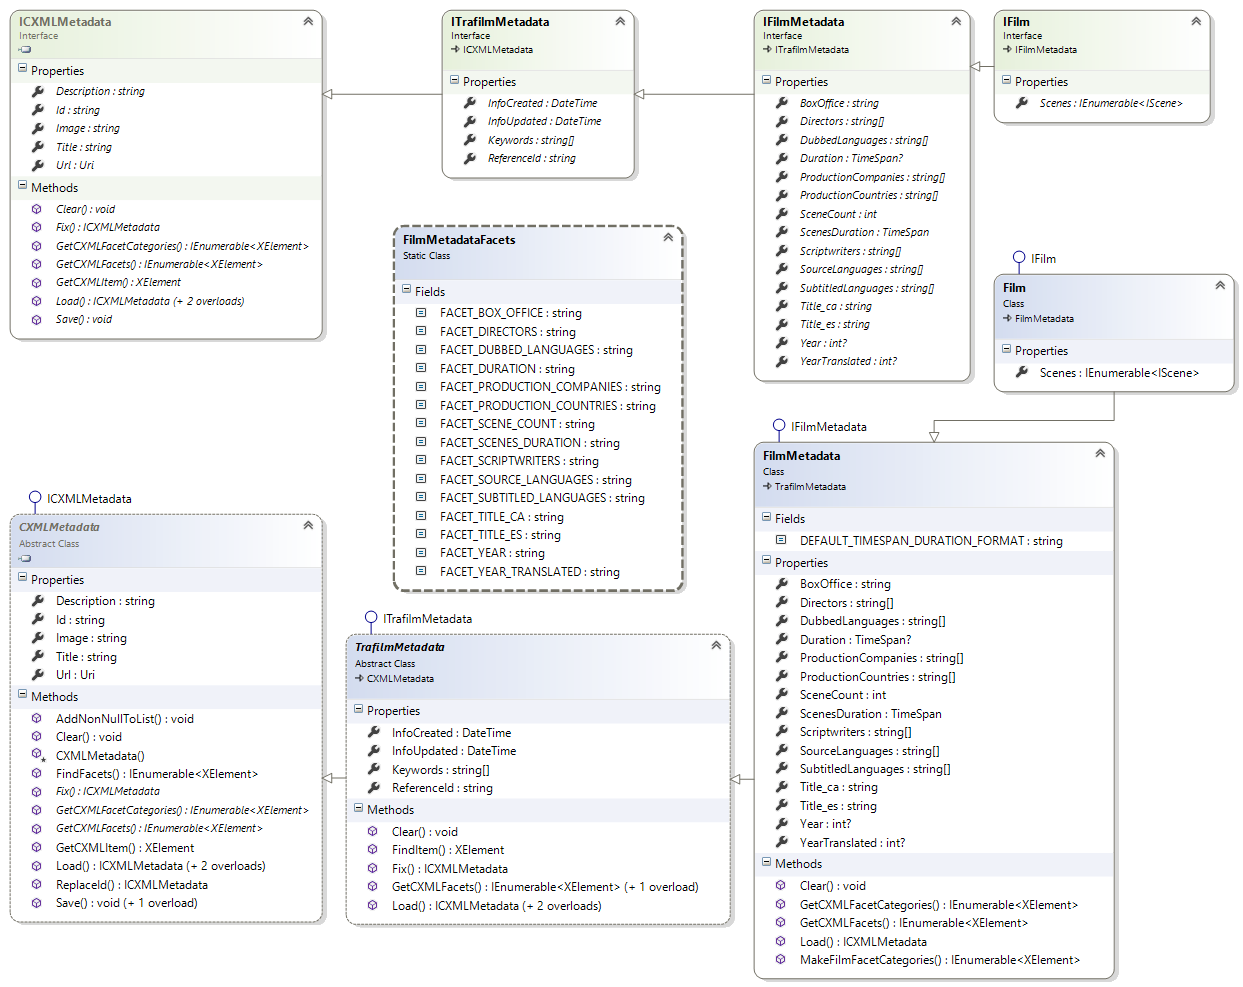 ICXMLMetadata
Interface
Properties
Description : string
Id : string
Image : string
Title : string
Url : Uri
Methods
Clear() : void
Fix() : ICXMLMetadata
GetCXMLFacetCategories() : IEnumerable<XElement>
GetCXMLFacets() : IEnumerable<XElement>
GetCXMLItem() : XElement
Load() : ICXMLMetadata (+ 2 overloads)
Save() : void
ITrafilmMetadata
Interface
ICXMLMetadata
Properties
InfoCreated : DateTime
InfoUpdated : DateTime
Keywords : string[]
ReferenceId : string
IFilmMetadata
Interface
ITrafilmMetadata
Properties
BoxOffice : string
Directors : string[]
DubbedLanguages : string[]
Duration : TimeSpan?
ProductionCompanies : string[]
ProductionCountries : string[]
SceneCount : int
ScenesDuration : TimeSpan
Scriptwriters : string[]
SourceLanguages : string[]
SubtitledLanguages : string[]
Title_ca : string
Title_es : string
Year : int?
YearTranslated : int?
IFilm
Interface
IFilmMetadata
Properties
Scenes : IEnumerable<IScene>
FilmMetadataFacets
Static Class
Fields
FACET_BOX_OFFICE : string
FACET_DIRECTORS : string
FACET_DUBBED_LANGUAGES : string
FACET_DURATION : string
FACET_PRODUCTION_COMPANIES : string
FACET_PRODUCTION_COUNTRIES : string
FACET_SCENE_COUNT : string
FACET_SCENES_DURATION : string
FACET_SCRIPTWRITERS : string
FACET_SOURCE_LANGUAGES : string
FACET_SUBTITLED_LANGUAGES : string
FACET_TITLE_CA : string
FACET_TITLE_ES : string
FACET_YEAR : string
FACET_YEAR_TRANSLATED : string
IFilm
Film
Class
FilmMetadata
Properties
Scenes : IEnumerable<IScene>
ICXMLMetadata
CXMLMetadata
Abstract Class
Properties
Description : string
Id : string
Image : string
Title : string
Url : Uri
Methods
AddNonNullToList() : void
Clear() : void
CXMLMetadata()
FindFacets() : IEnumerable<XElement>
Fix() : ICXMLMetadata
GetCXMLFacetCategories() : IEnumerable<XElement>
GetCXMLFacets() : IEnumerable<XElement>
GetCXMLItem() : XElement
Load() : ICXMLMetadata (+ 2 overloads)
ReplaceId() : ICXMLMetadata
Save() : void (+ 1 overload)
ITrafilmMetadata
TrafilmMetadata
Abstract Class
CXMLMetadata
Properties
InfoCreated : DateTime
InfoUpdated : DateTime
Keywords : string[]
ReferenceId : string
Methods
Clear() : void
FindItem() : XElement
Fix() : ICXMLMetadata
GetCXMLFacets() : IEnumerable<XElement> (+ 1 overload)
Load() : ICXMLMetadata (+ 2 overloads)
IFilmMetadata
FilmMetadata
Class
TrafilmMetadata
Fields
DEFAULT_TIMESPAN_DURATION_FORMAT : string
Properties
BoxOffice : string
Directors : string[]
DubbedLanguages : string[]
Duration : TimeSpan?
ProductionCompanies : string[]
ProductionCountries : string[]
SceneCount : int
ScenesDuration : TimeSpan
Scriptwriters : string[]
SourceLanguages : string[]
SubtitledLanguages : string[]
Title_ca : string
Title_es : string
Year : int?
YearTranslated : int?
Methods
Clear() : void
GetCXMLFacetCategories() : IEnumerable<XElement>
GetCXMLFacets() : IEnumerable<XElement>
Load() : ICXMLMetadata
MakeFilmFacetCategories() : IEnumerable<XElement>